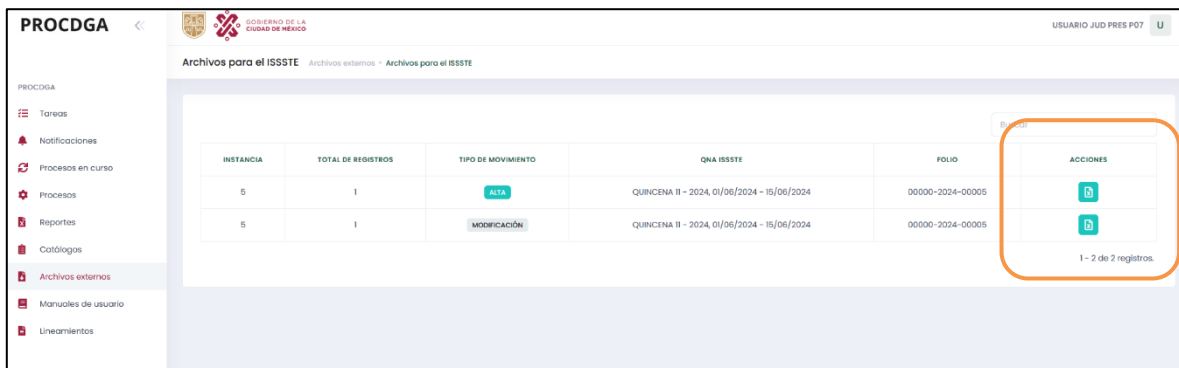 PROCDGA
GOBIERNO DE LA
CIUDAD DE MÉXICO
USUARIO JUD PRES P07 U
Archivos para el ISSSTE Archivos externos - Archivos para el ISSSTE
PROCDGA
Tareas
Notificaciones
Procesos en curso
Procesos
Reportes
Catálogos
Archivos externos
Manuales de usuario
Lineamientos
Buscar
INSTANCIA TOTAL DE REGISTROS TIPO DE MOVIMIENTO QNA ISSSTE FOLIO ACCIONES
5 1 ALTA QUINCENA 11 - 2024, 01/06/2024 - 15/06/2024 00000-2024-00005
5 1 MODIFICACIÓN QUINCENA 11 - 2024, 01/06/2024 - 15/06/2024 00000-2024-00005
1 - 2 de 2 registros.